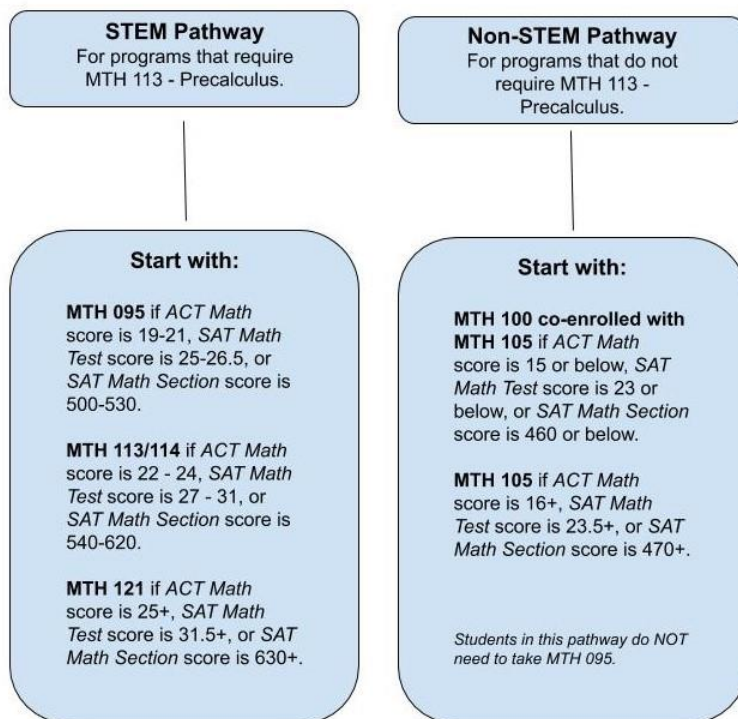 STEM Pathway
For programs that require
MTH 113 - Precalculus.
Non-STEM Pathway
For programs that do not
require MTH 113 -
Precalculus.
Start with:
MTH 095 if ACT Math
score is 19-21, SAT Math
Test score is 25-26.5, or
SAT Math Section score is
500-530.
MTH 113/114 if ACT Math
score is 22 - 24, SAT Math
Test score is 27 - 31, or
SAT Math Section score is
540-620.
MTH 121 if ACT Math
score is 25+, SAT Math
Test score is 31.5+, or SAT
Math Section score is 630+.
Start with:
MTH 100 co-enrolled with
MTH 105 if ACT Math
score is 15 or below, SAT
Math Test score is 23 or
below, or SAT Math Section
score is 460 or below.
MTH 105 if ACT Math
score is 16+, SAT Math
Test score is 23.5+, or SAT
Math Section score is 470+.
Students in this pathway do NOT
need to take MTH 095.